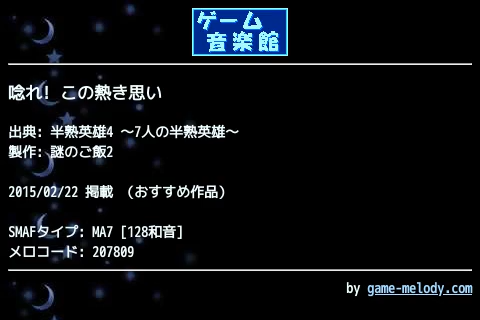 ゲーム
音楽館
唸れ! この熱き思い
出典: 半熟英雄4 ～7人の半熟英雄～
製作: 謎のご飯2
2015/02/22 掲載 (おすすめ作品)
SMAFタイプ: MA7 [128和音]
メロコード: 207809
by game-melody.com